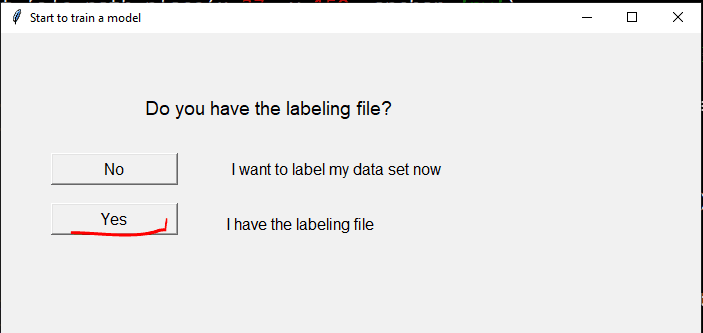 Start to train a model
Do you have the labeling file?
No
I want to label my data set now
Yes
I have the labeling file